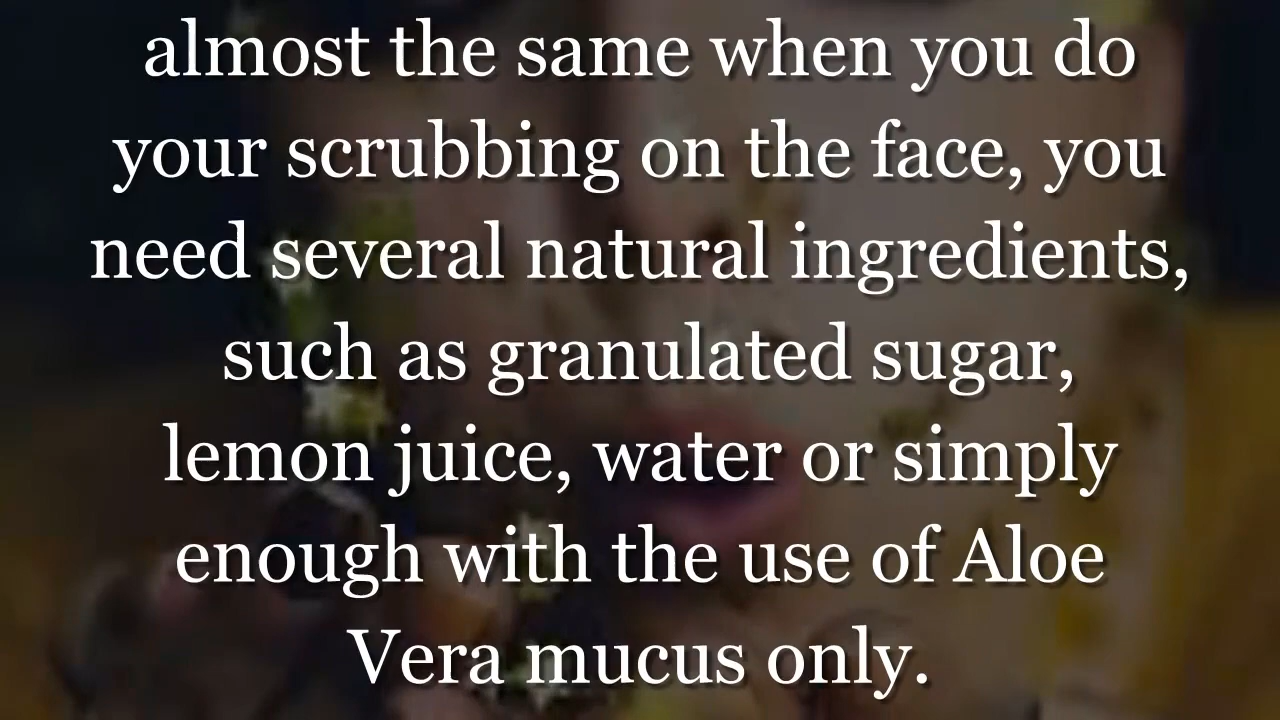 almost the same when you do
your scrubbing on the face, you
need several natural ingredients,
such as granulated sugar,
lemon juice, water or simply
enough with the use of Aloe
Vera mucus only.